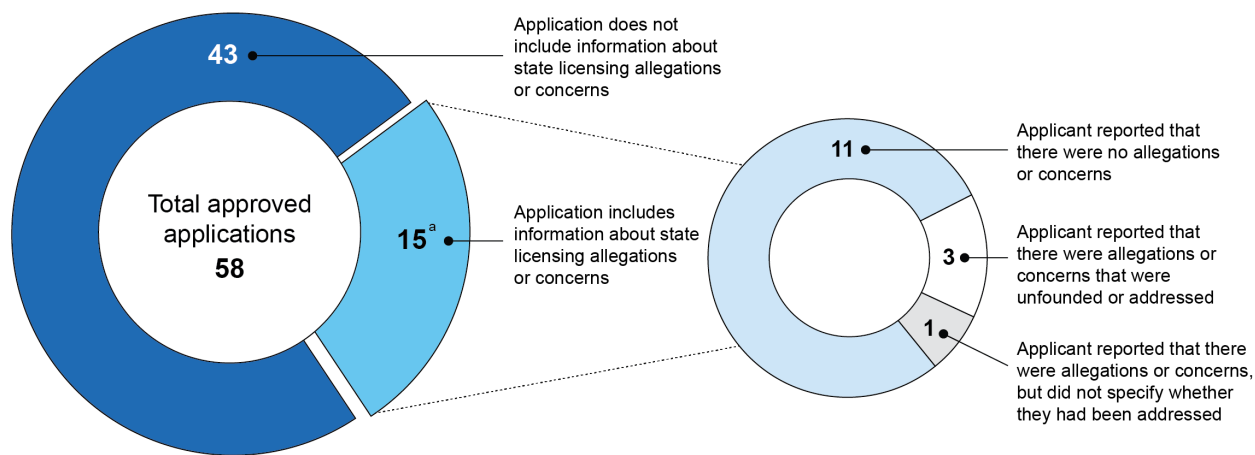 43
Application does not
include information about
state licensing allegations
or concerns
Total approved
applications
58
15a
Application includes
information about state
licensing allegations
or concerns
11
Applicant reported that
there were no allegations
or concerns
3
Applicant reported that
there were allegations or
concerns that were
unfounded or addressed
1
Applicant reported that there
were allegations or concerns,
but did not specify whether
they had been addressed